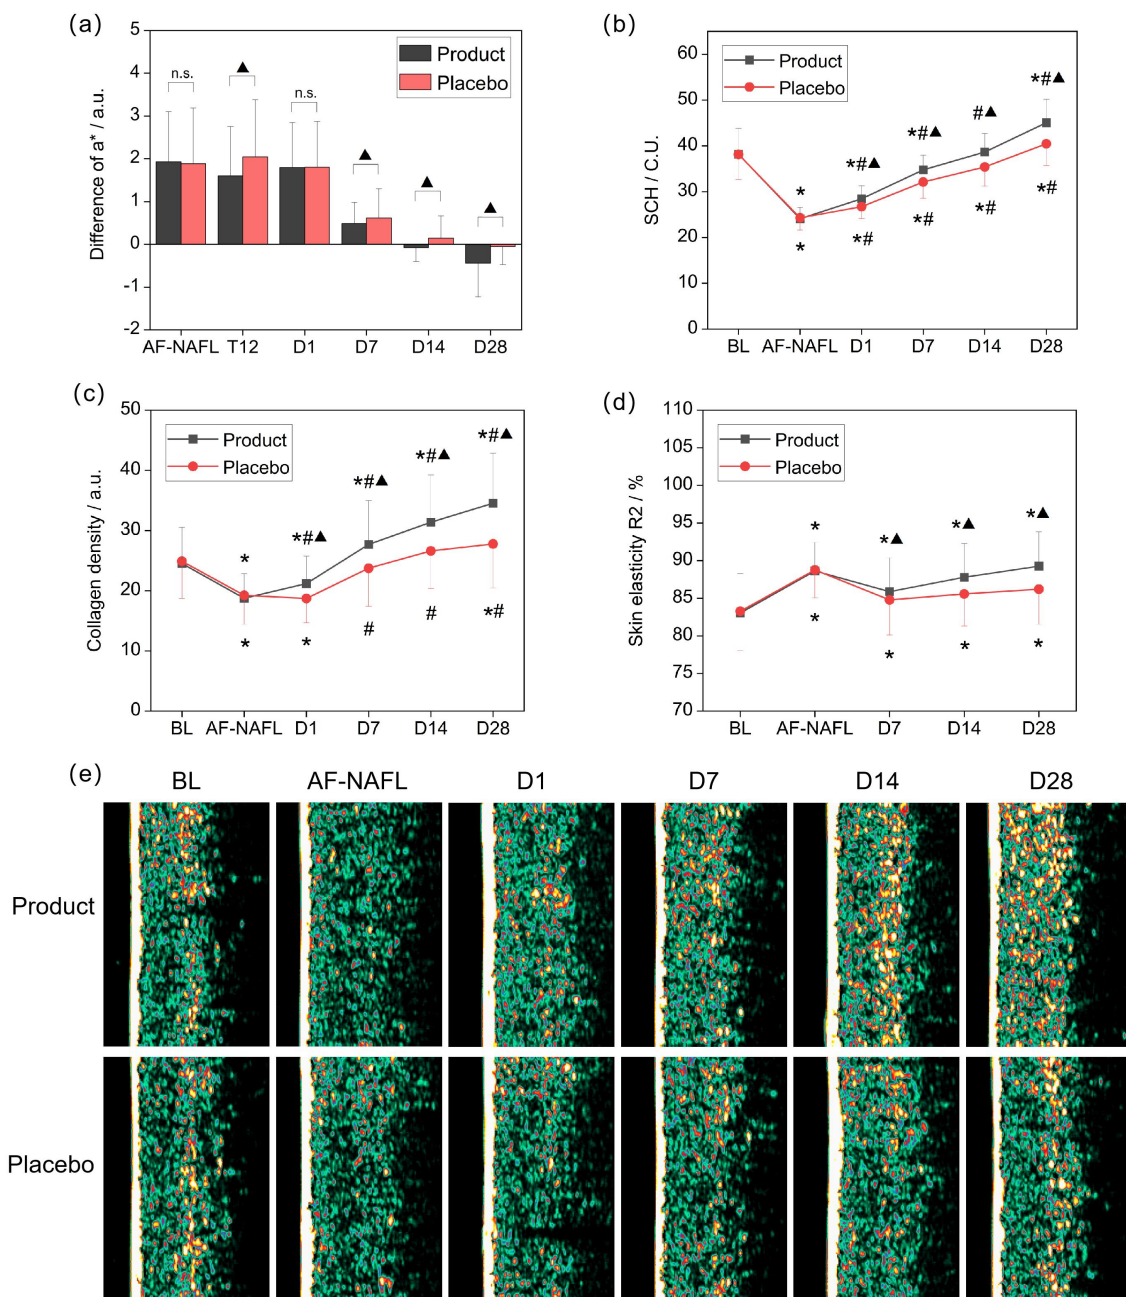 (a)
Difference of a* / a.u.
5
4
3
2
1
0
-1
-2
Product
Placebo
n.s.
▲
n.s.
▲
▲
▲
AF-NAFL T12 D1 D7 D14 D28
(b)
SCH / C.U.
60
50
40
30
20
10
0
Product
Placebo
*
*#▲
*#▲
#▲
*#▲
*
*#
*#
*#
*#
BL AF-NAFL D1 D7 D14 D28
(c)
Collagen density / a.u.
50
40
30
20
10
0
Product
Placebo
*
*#▲
*#▲
*#▲
*#▲
*
*
#
#
*#
BL AF-NAFL D1 D7 D14 D28
(d)
Skin elasticity R2 / %
110
105
100
95
90
85
80
75
70
Product
Placebo
*
*▲
*▲
*▲
*
*
*
*
BL AF-NAFL D7 D14 D28
(e)
BL AF-NAFL D1 D7 D14 D28
Product
Placebo